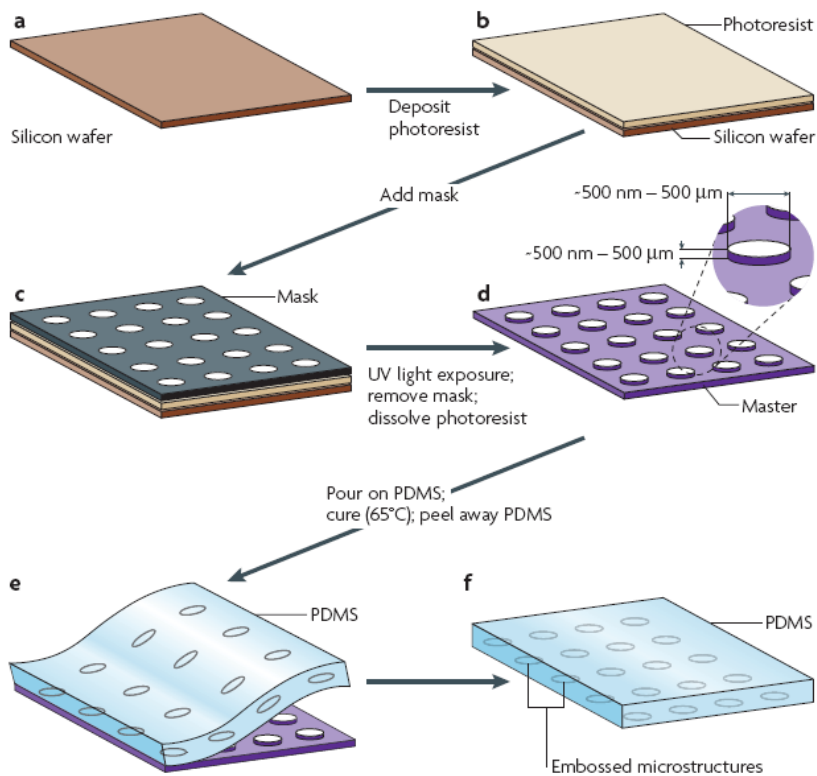 a
b
Photoresist
Deposit
photoresist
Silicon wafer
Silicon wafer
Add mask
~500 nm – 500 µm
~500 nm – 500 µm
c
Mask
d
UV light exposure;
remove mask;
dissolve photoresist
Master
Pour on PDMS;
cure (65°C); peel away PDMS
e
PDMS
f
PDMS
Embossed microstructures